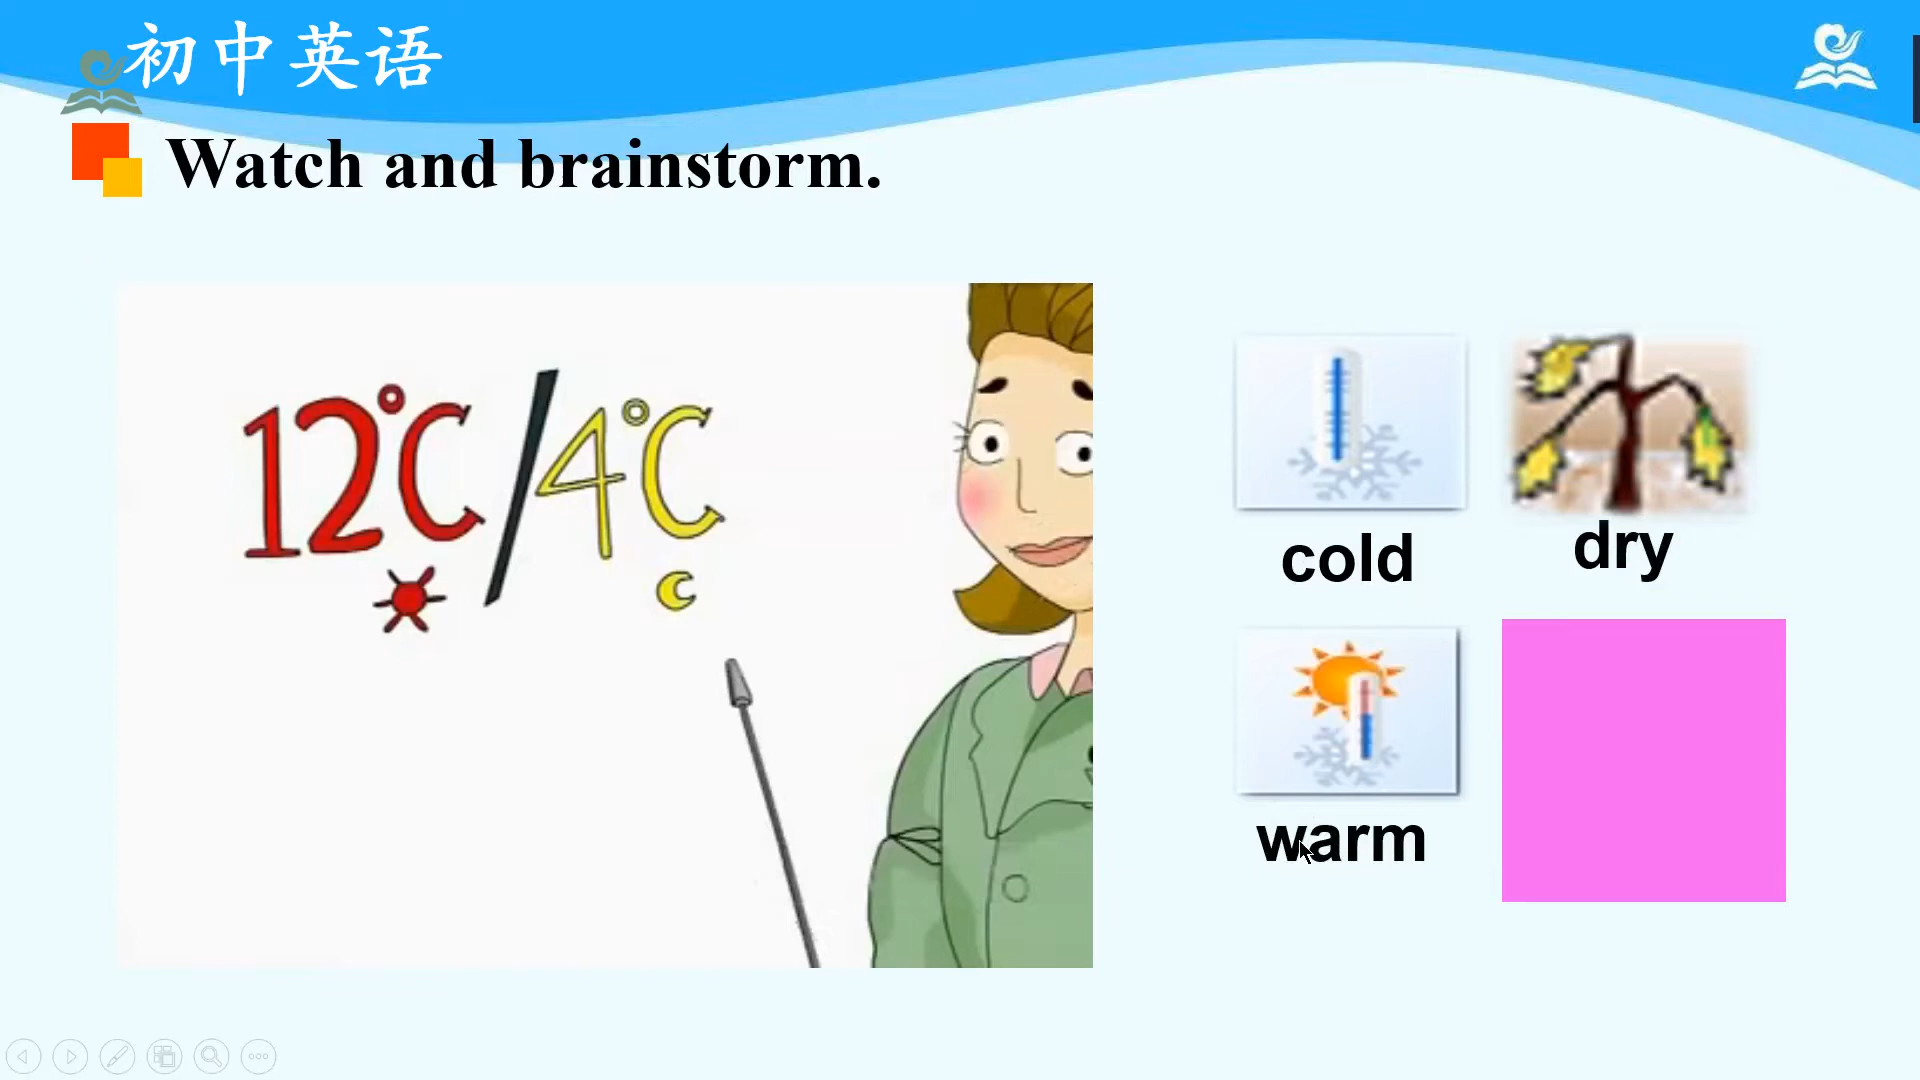 初中英语
Watch and brainstorm.
12°C/4°C
cold
dry
warm